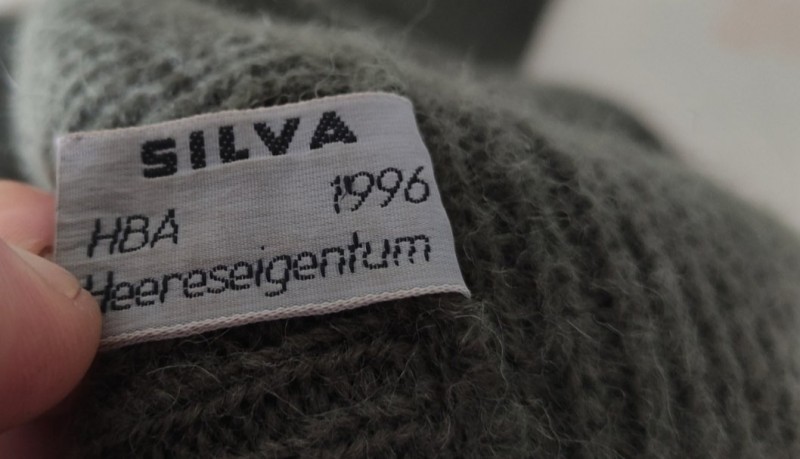 SILVA
1996
HBA
Heereseigentum